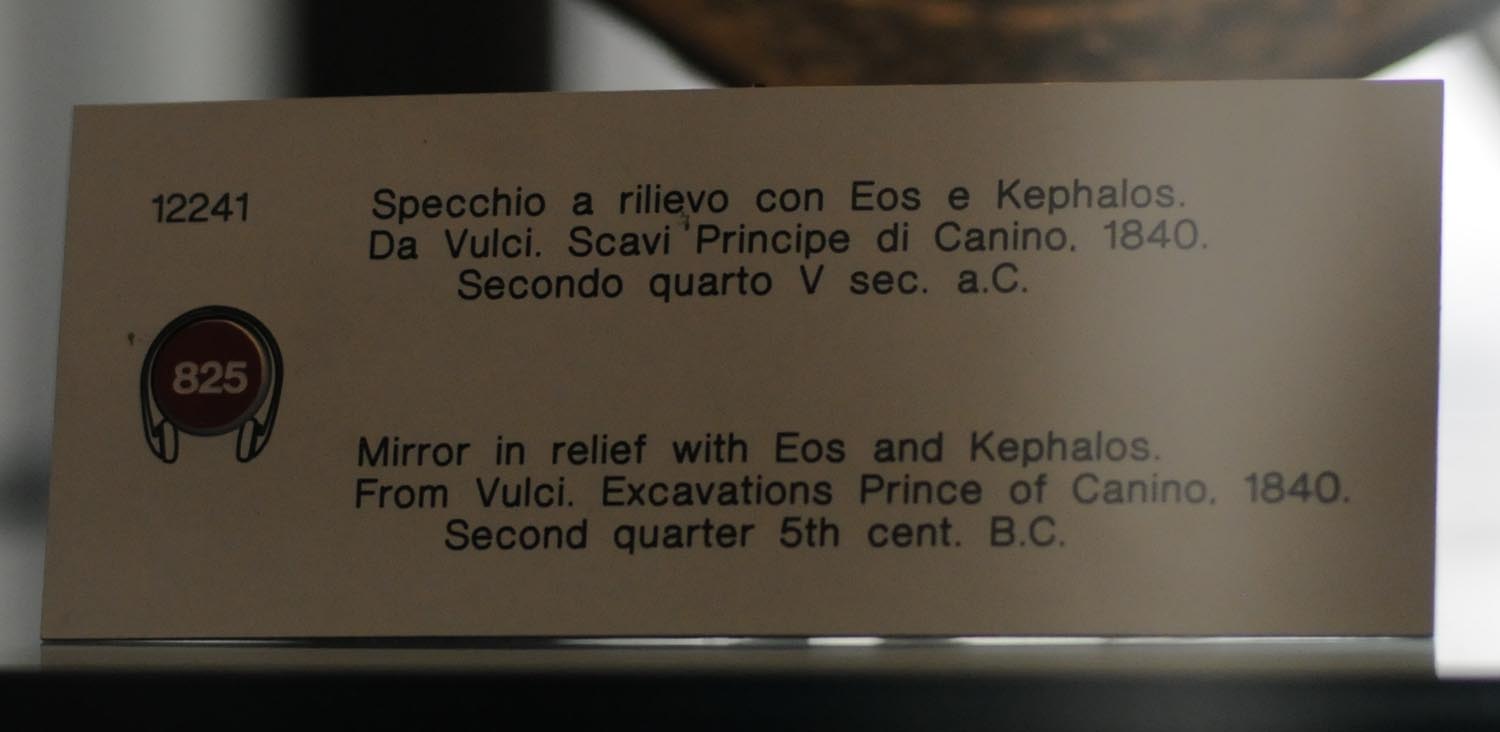 12241
Specchio a rilievo con Eos e Kephalos.
Da Vulci. Scavi Principe di Canino. 1840.
Secondo quarto V sec. a.C.
825
Mirror in relief with Eos and Kephalos.
From Vulci. Excavations Prince of Canino. 1840.
Second quarter 5th cent. B.C.